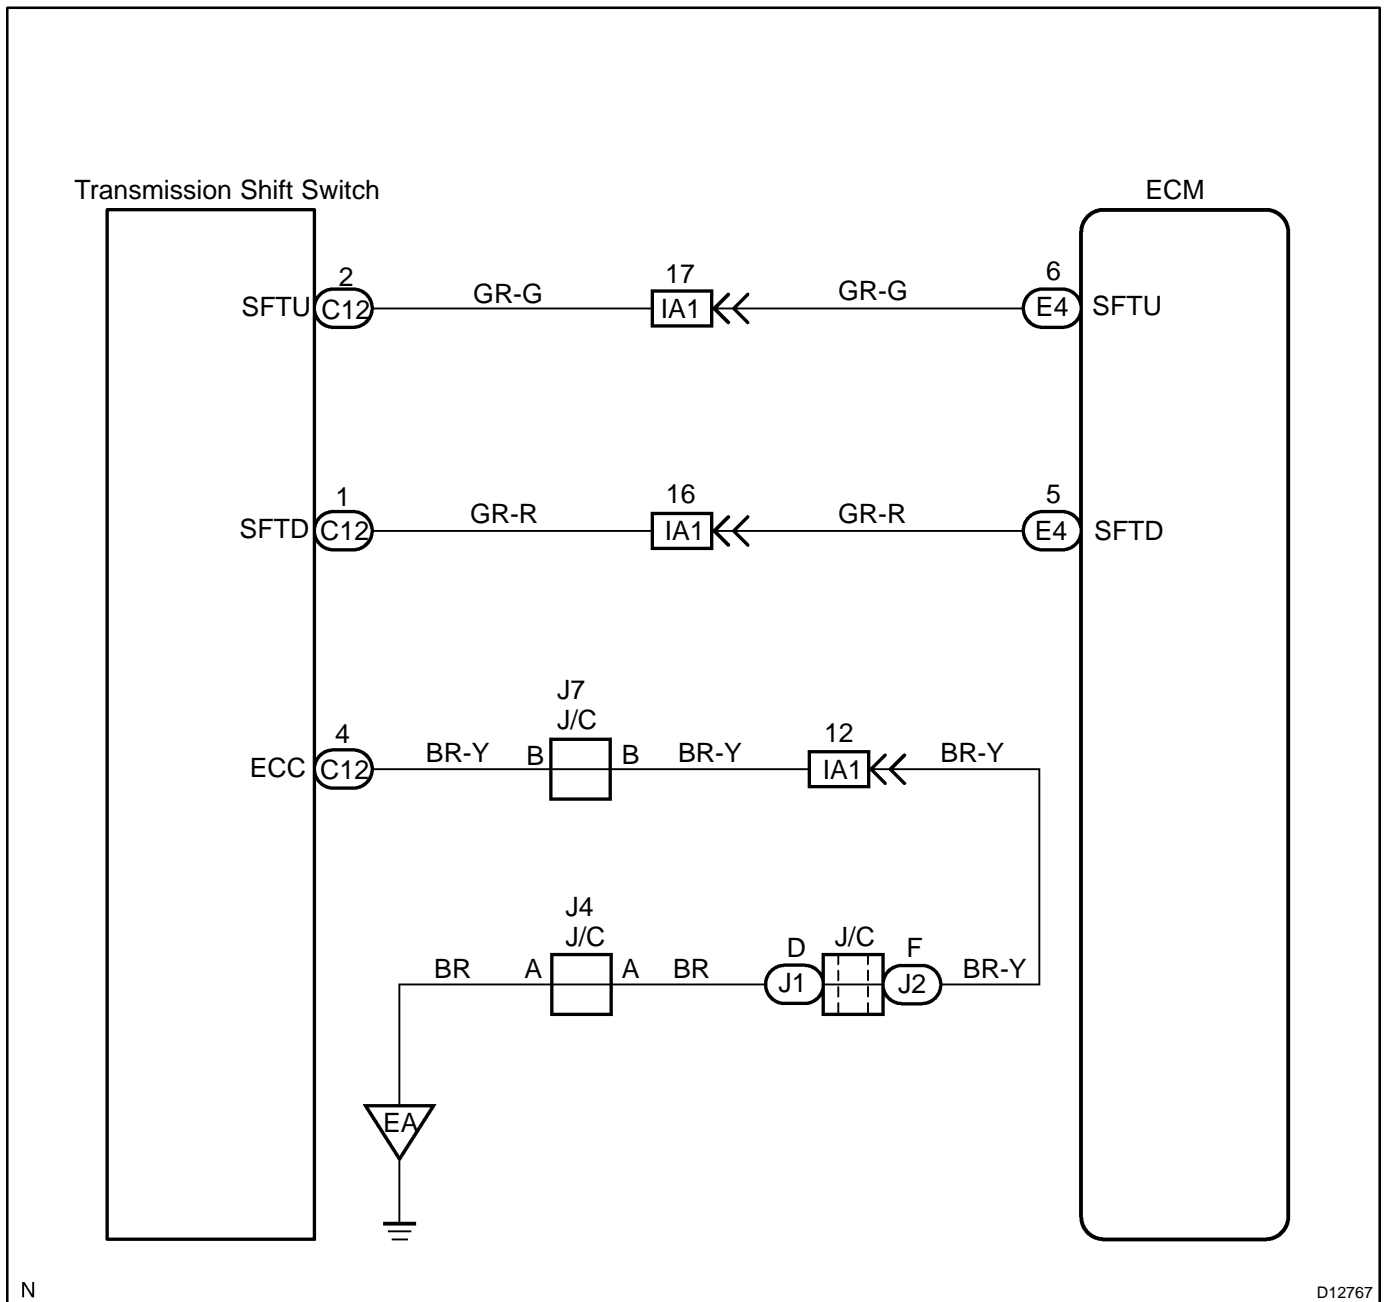 Transmission Shift Switch
ECM
2
17
6
SFTU C12 GR-G IA1 GR-G E4 SFTU
1
16
5
SFTD C12 GR-R IA1 GR-R E4 SFTD
J7
J/C
4
12
ECC C12 BR-Y B B BR-Y IA1 BR-Y
J4
J/C
D J/C F
BR A A BR J1 J2 BR-Y
EA
N
D12767